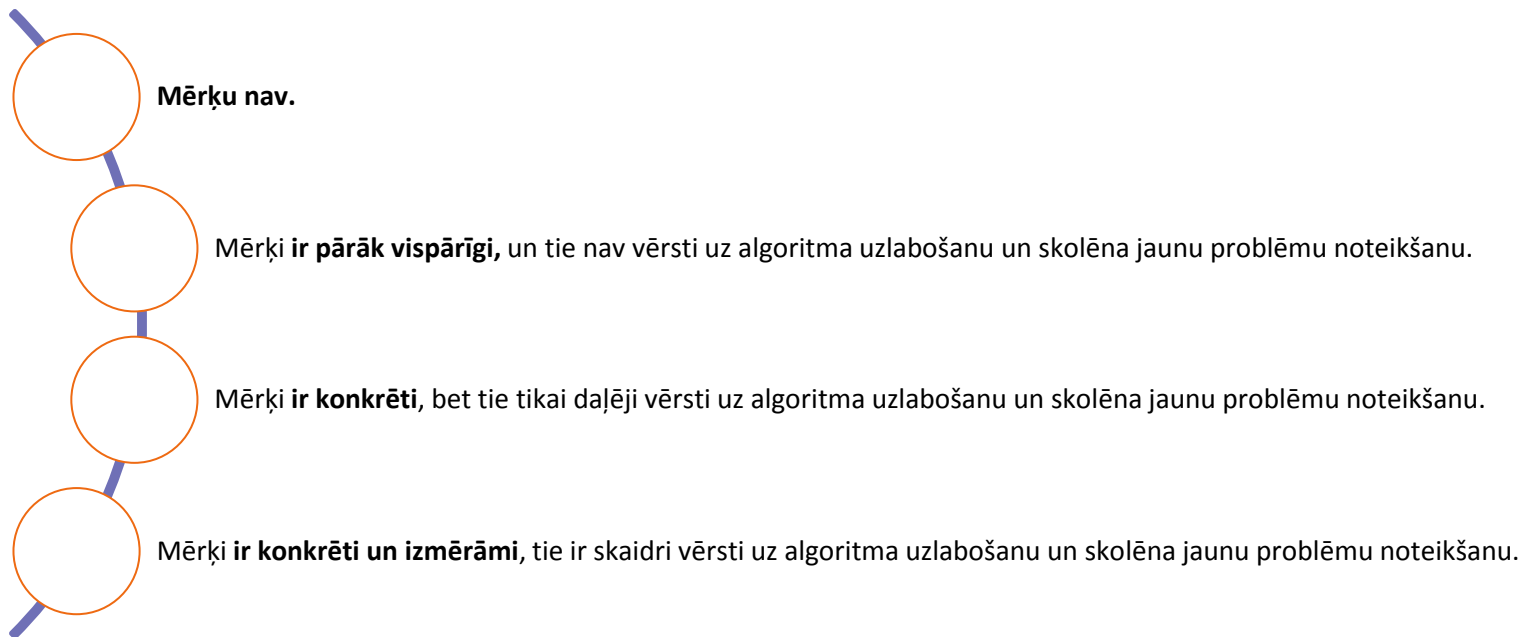 Mērķu nav.
Mērķi ir pārāk vispārīgi, un tie nav vērsti uz algoritma uzlabošanu un skolēna jaunu problēmu noteikšanu.
Mērķi ir konkrēti, bet tie tikai daļēji vērsti uz algoritma uzlabošanu un skolēna jaunu problēmu noteikšanu.
Mērķi ir konkrēti un izmērāmi, tie ir skaidri vērsti uz algoritma uzlabošanu un skolēna jaunu problēmu noteikšanu.